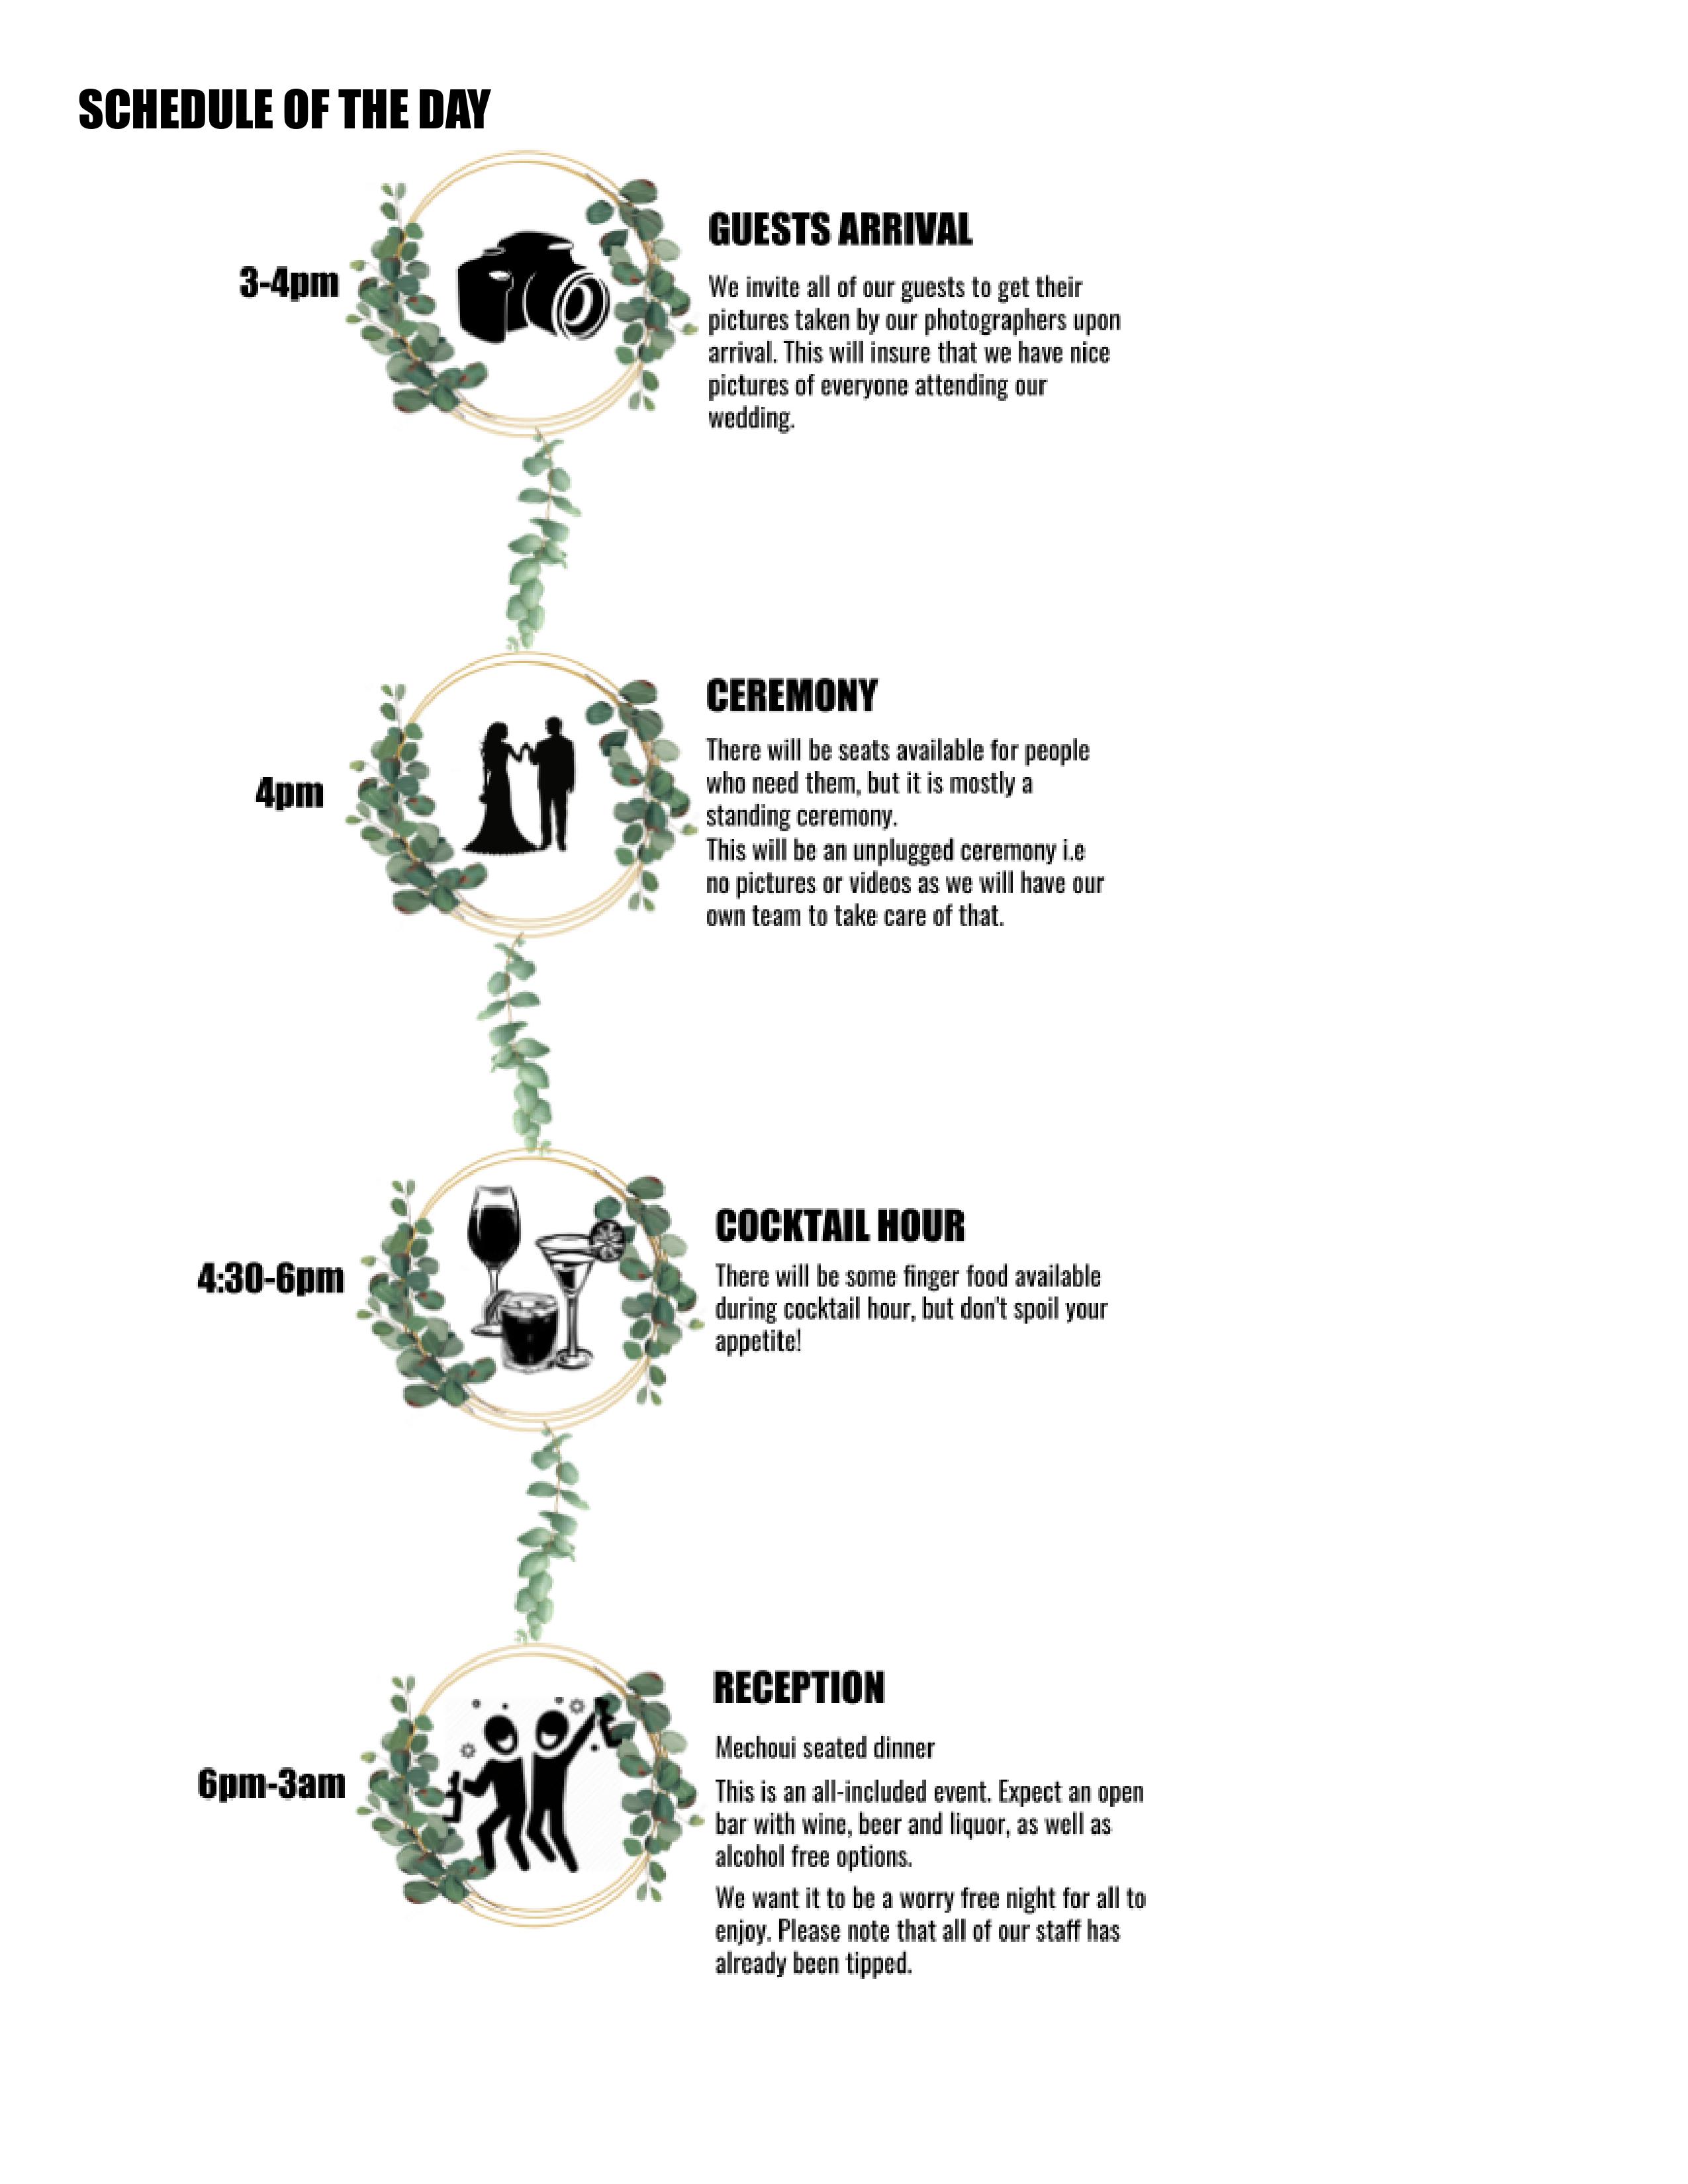 SCHEDULE OF THE DAY
3-4pm
GUESTS ARRIVAL
We invite all of our guests to get their
pictures taken by our photographers upon
arrival. This will insure that we have nice
pictures of everyone attending our
wedding.
4pm
CEREMONY
There will be seats available for people
who need them, but it is mostly a
standing ceremony.
This will be an unplugged ceremony i.e
no pictures or videos as we will have our
own team to take care of that.
4:30-6pm
COCKTAIL HOUR
There will be some finger food available
during cocktail hour, but don't spoil your
appetite!
6pm-3am
RECEPTION
Mechoui seated dinner
This is an all-included event. Expect an open
bar with wine, beer and liquor, as well as
alcohol free options.
We want it to be a worry free night for all to
enjoy. Please note that all of our staff has
already been tipped.